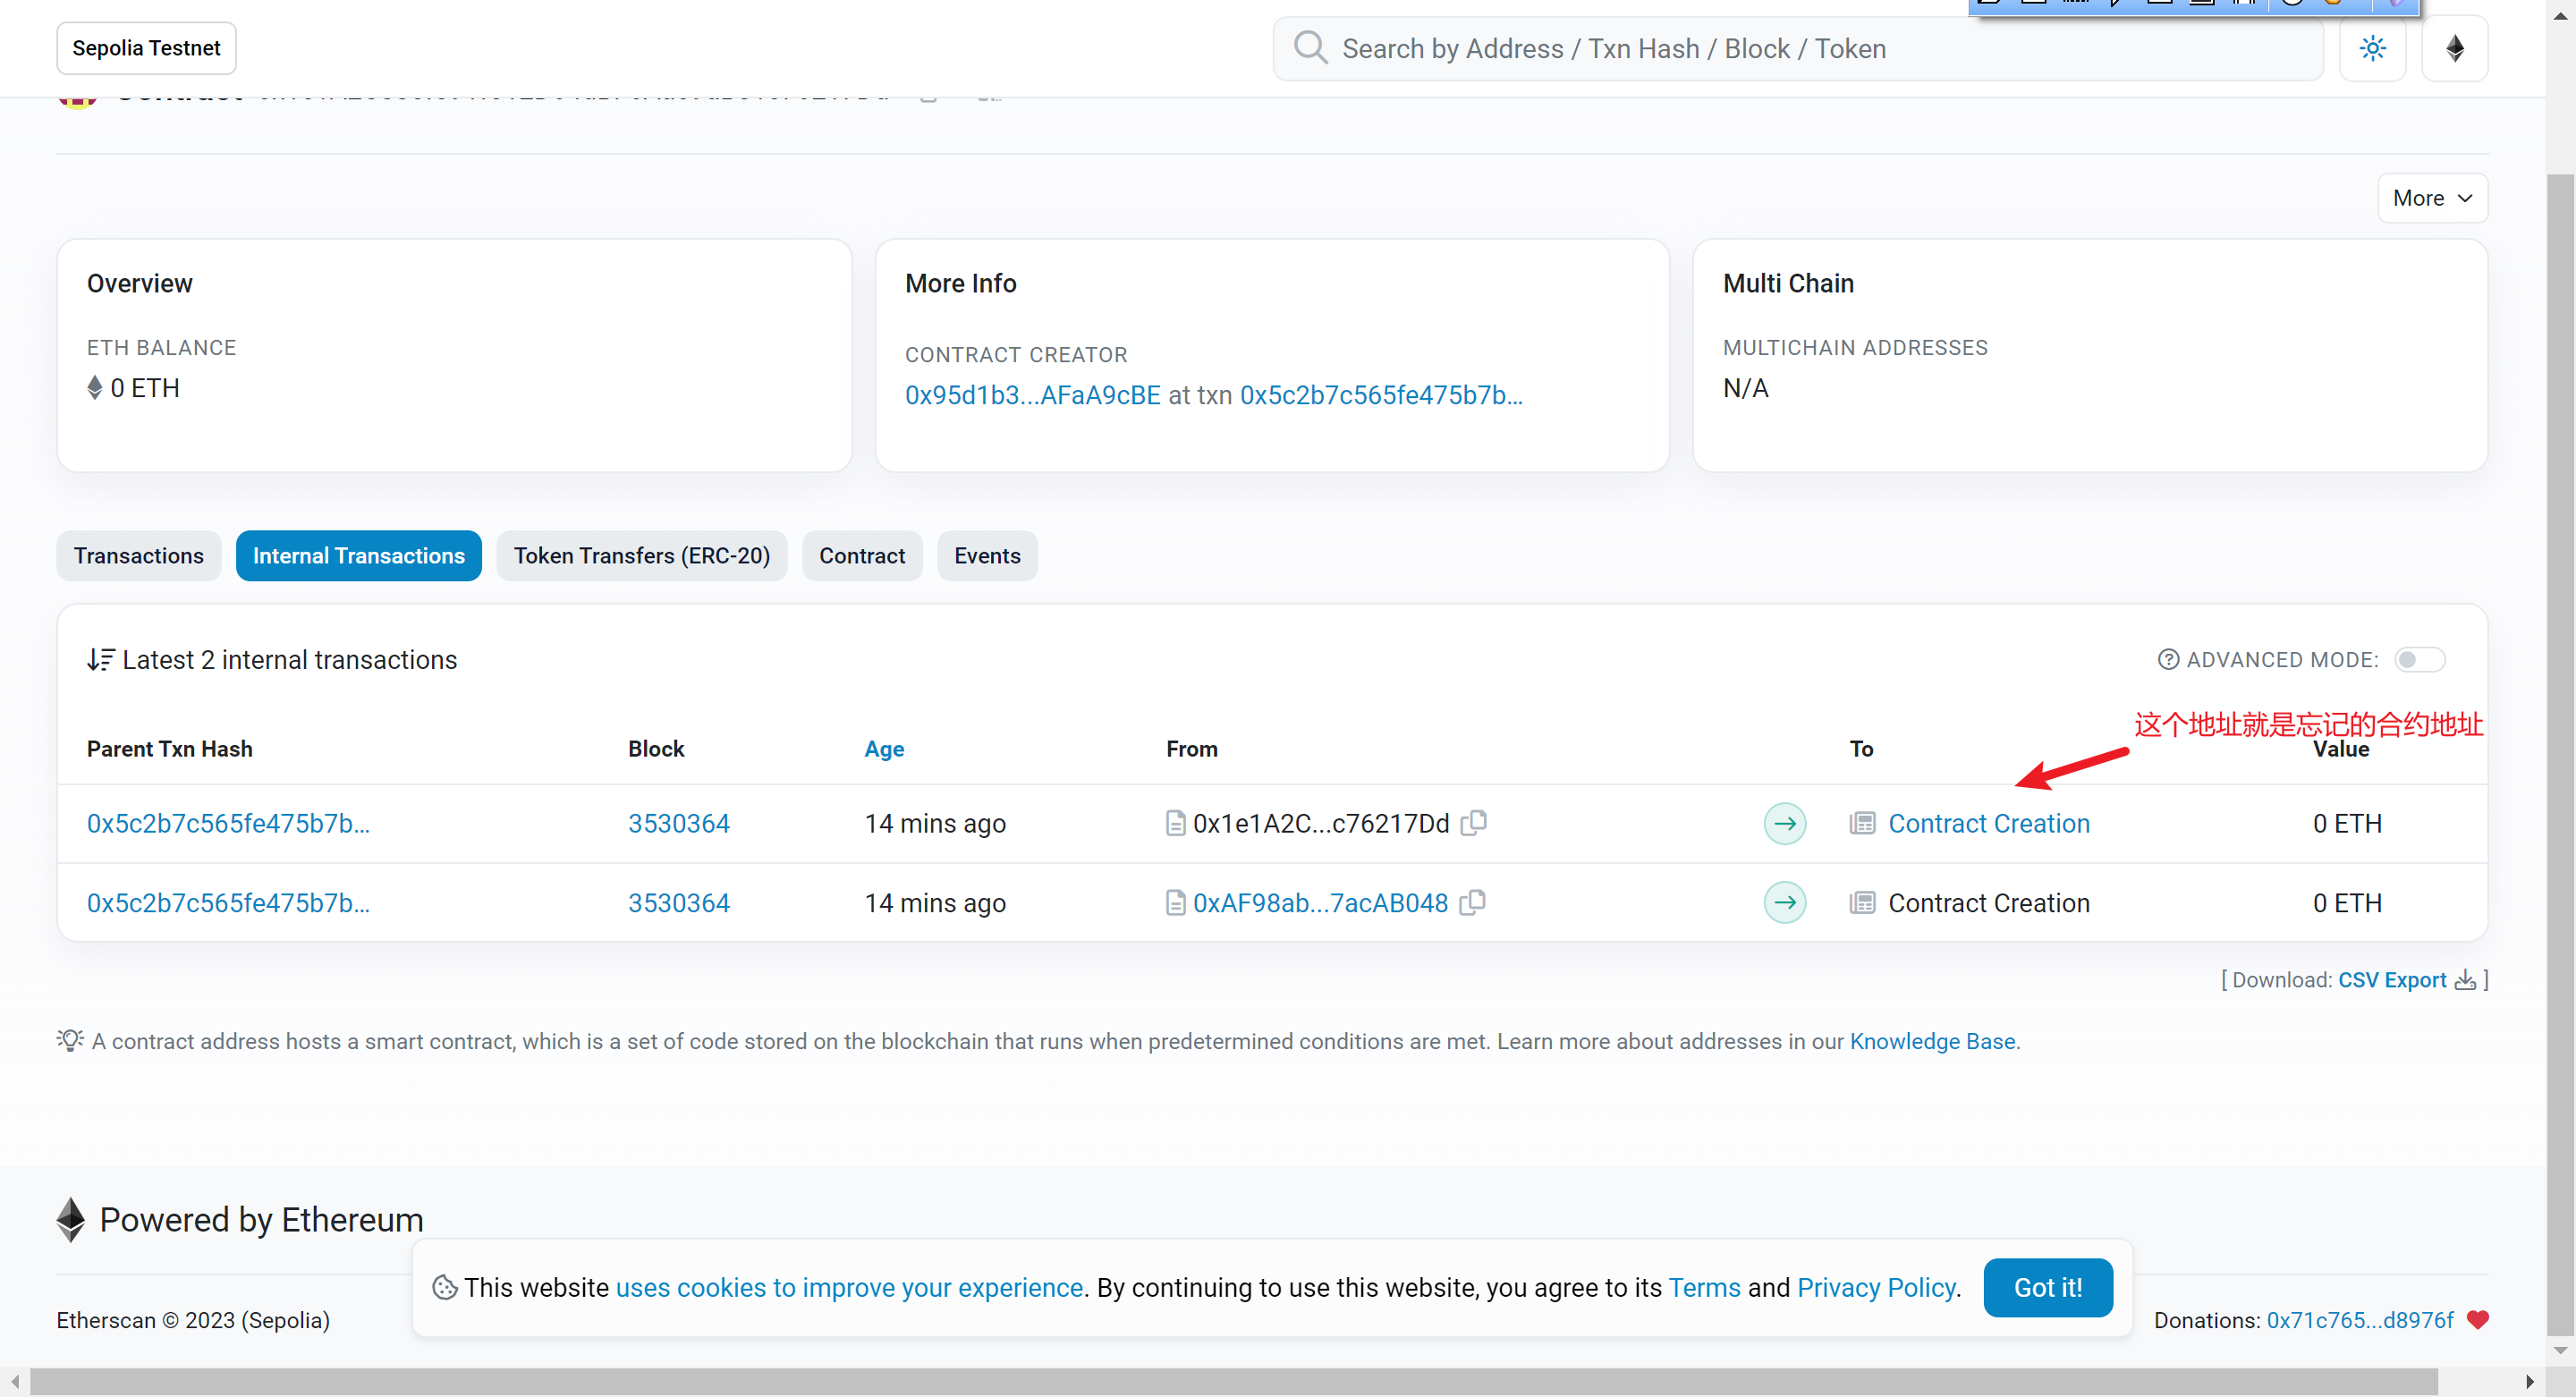 Sepolia Testnet
Search by Address / Txn Hash / Block / Token
More
Overview
ETH BALANCE
0 ETH
More Info
CONTRACT CREATOR
0x95d1b3...AFaA9cBE at txn 0x5c2b7c565fe475b7b...
Multi Chain
MULTICHAIN ADDRESSES
N/A
Transactions
Internal Transactions
Token Transfers (ERC-20)
Contract
Events
Latest 2 internal transactions
ADVANCED MODE:
这个地址就是忘记的合约地址
Parent Txn Hash Block Age From To Value
0x5c2b7c565fe475b7b... 3530364 14 mins ago 0x1e1A2C...c76217Dd Contract Creation 0 ETH
0x5c2b7c565fe475b7b... 3530364 14 mins ago 0xAF98ab...7acAB048 Contract Creation 0 ETH
[ Download: CSV Export ]
A contract address hosts a smart contract, which is a set of code stored on the blockchain that runs when predetermined conditions are met. Learn more about addresses in our Knowledge Base.
Powered by Ethereum
This website uses cookies to improve your experience. By continuing to use this website, you agree to its Terms and Privacy Policy.
Got it!
Etherscan © 2023 (Sepolia)
Donations: 0x71c765...d8976f